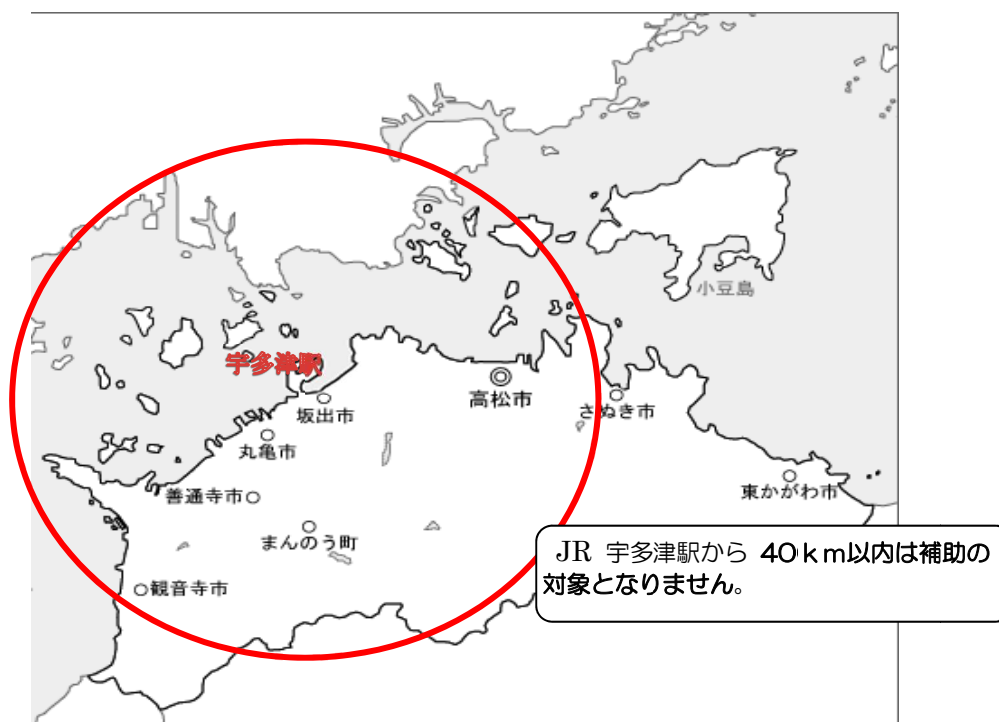 小豆島
宇多津駅
高松市
坂出市
さぬき市
丸亀市
善通寺市
東かがわ市
まんのう町
観音寺市
JR 宇多津駅から 40km以内は補助の
対象となりません。